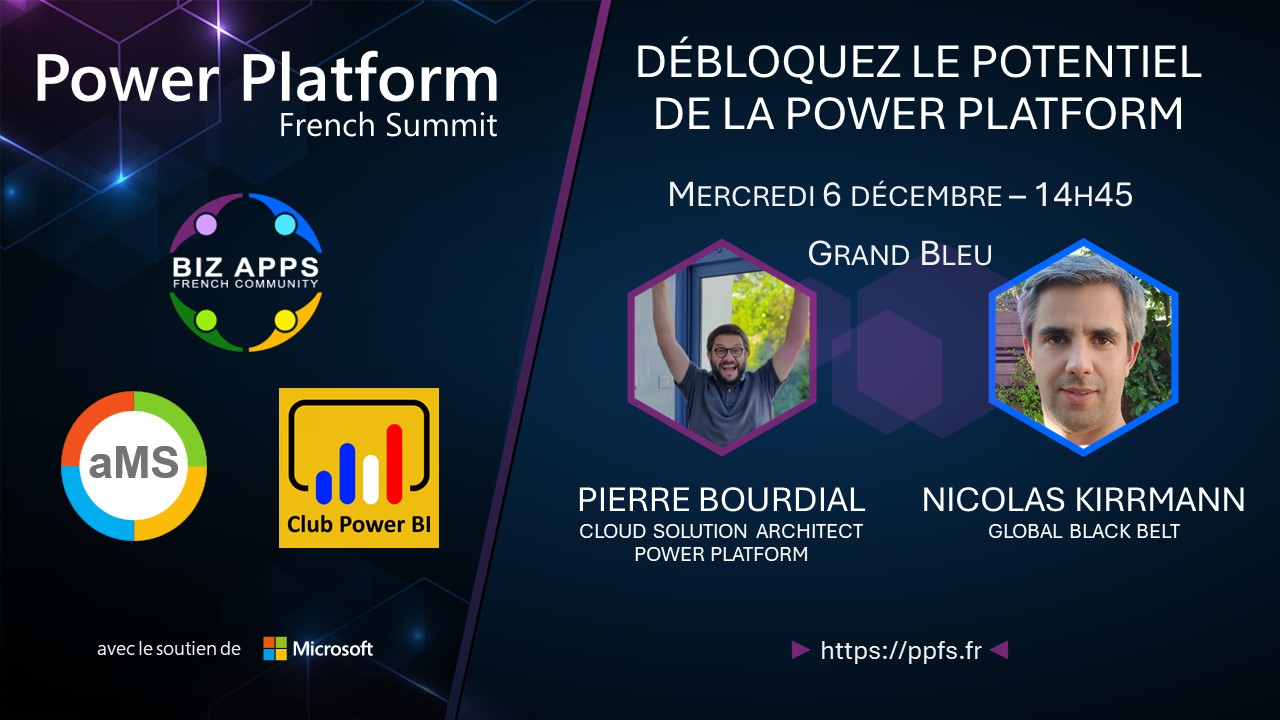 Power Platform
French Summit
BIZ APPS
FRENCH COMMUNITY
aMS
Club Power BI
avec le soutien de Microsoft
DÉBLOQUEZ LE POTENTIEL
DE LA POWER PLATFORM
MERCREDI 6 DÉCEMBRE – 14H45
GRAND BLEU
PIERRE BOURDIAL
CLOUD SOLUTION ARCHITECT
POWER PLATFORM
NICOLAS KIRRMANN
GLOBAL BLACK BELT
https://ppfs.fr